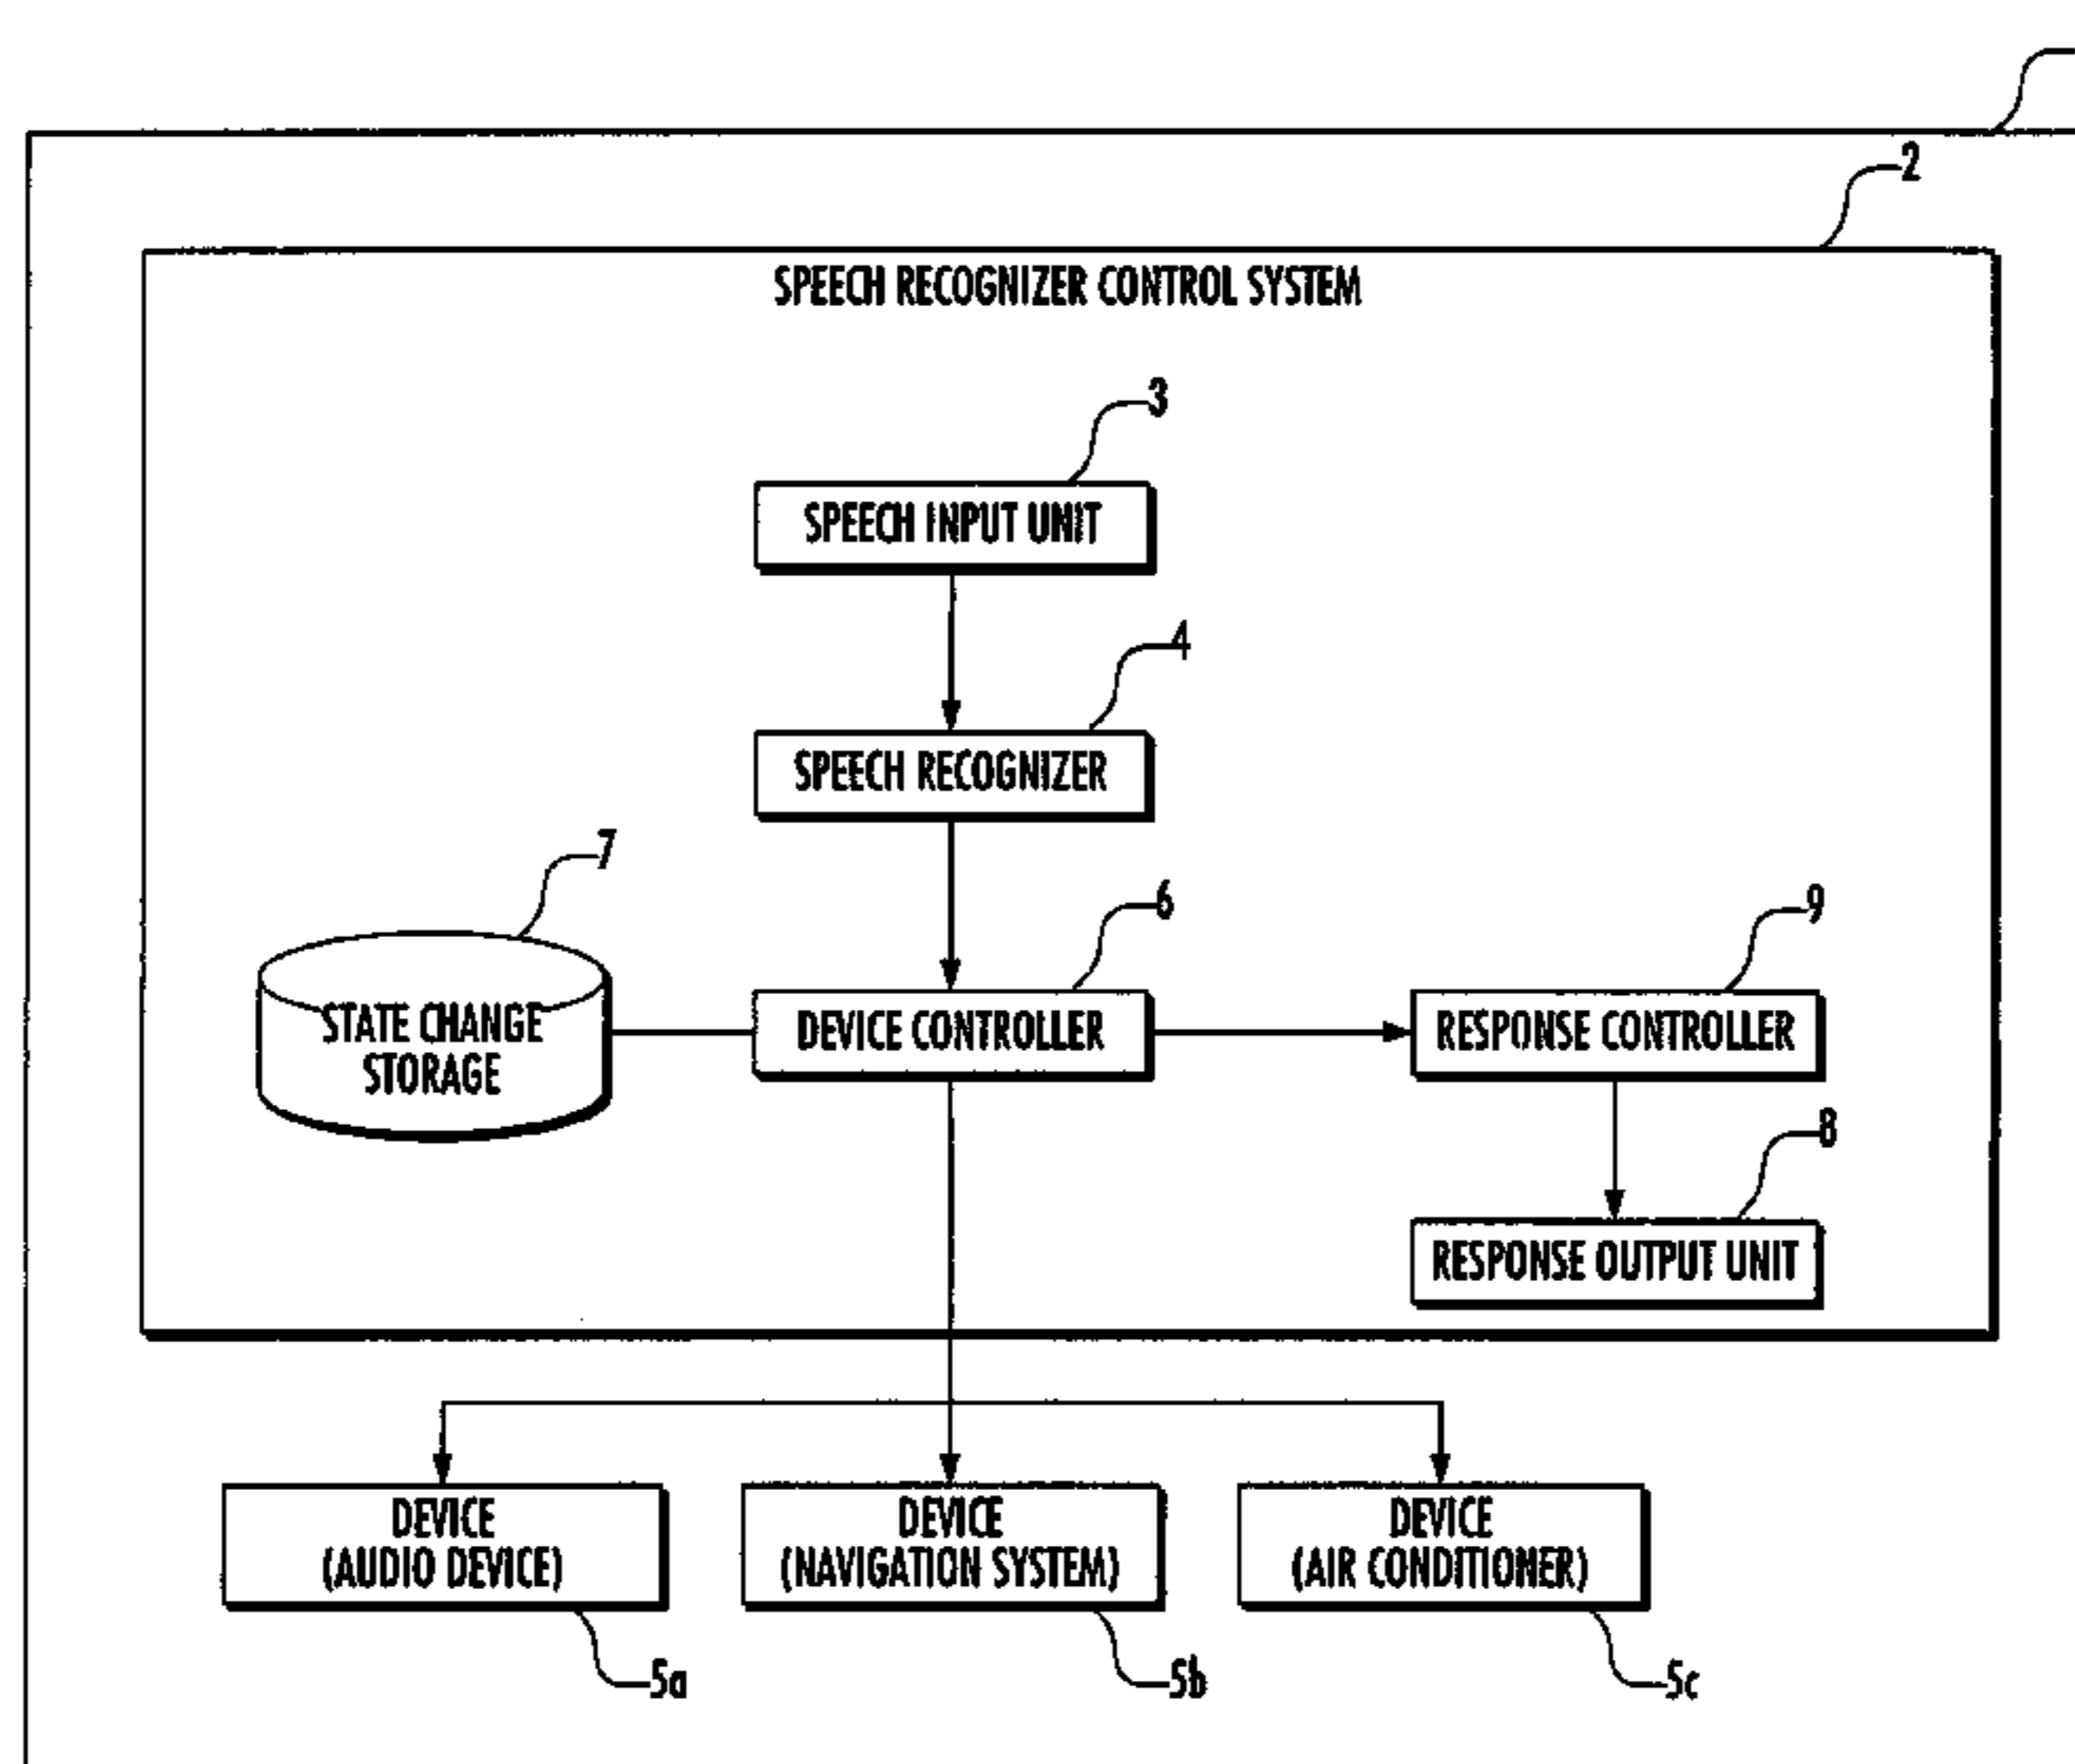 2
SPEECH RECOGNIZER CONTROL SYSTEM
3
SPEECH INPUT UNIT
4
SPEECH RECOGNIZER
7
6
9
STATE CHANGE
STORAGE
DEVICE CONTROLLER
RESPONSE CONTROLLER
8
RESPONSE OUTPUT UNIT
DEVICE
(AUDIO DEVICE)
DEVICE
(NAVIGATION SYSTEM)
DEVICE
(AIR CONDITIONER)
5a
5b
5c